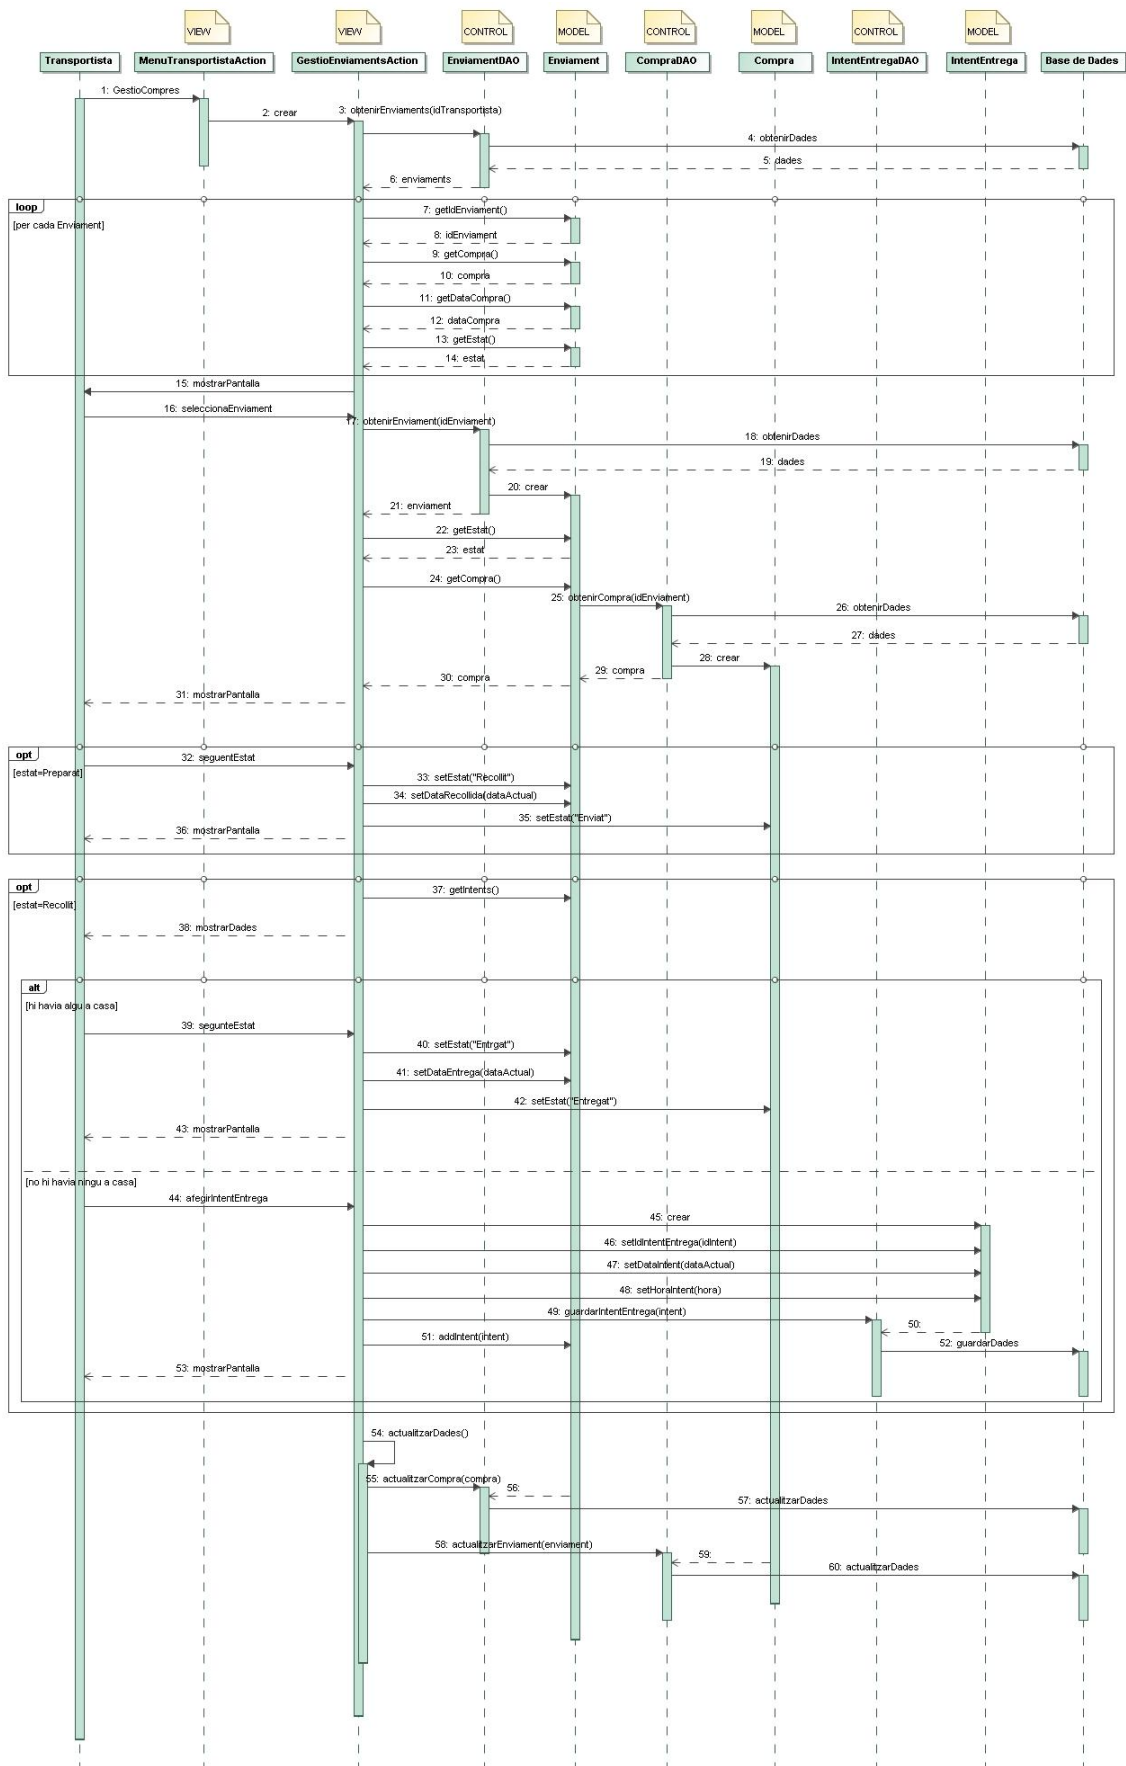 VIEW VIEW CONTROL MODEL CONTROL MODEL CONTROL MODEL
Transportista MenuTransportistaAction GestioEnviamentsAction EnviamentDAO Enviament CompraDAO Compra IntentEntregaDAO IntentEntrega Base de Dades
1: GestioCompres
2: crear
3: obtenirEnviaments(idTransportista)
4: obtenirDades
5: dades
6: enviaments
loop
[per cada Enviament]
7: getIdEnviament()
8: idEnviament
9: getCompra()
10: compra
11: getDataCompra()
12: dataCompra
13: getEstat()
14: estat
15: mostrarPantalla
16: seleccionaEnviament
17: obtenirEnviament(idEnviament)
18: obtenirDades
19: dades
20: crear
21: enviament
22: getEstat()
23: estat
24: getCompra()
25: obtenirCompra(idEnviament)
26: obtenirDades
27: dades
28: crear
29: compra
30: compra
31: mostrarPantalla
opt
[estat=Preparat]
32: seguentEstat
33: setEstat("Recollit")
34: setDataRecollida(dataActual)
35: setEstat("Enviat")
36: mostrarPantalla
opt
[estat=Recollit]
37: getIntents()
38: mostrarDades
alt
[hi havia algu a casa]
39: segunteEstat
40: setEstat("Entrgat")
41: setDataEntrega(dataActual)
42: setEstat("Entregat")
43: mostrarPantalla
[no hi havia ningu a casa]
44: afegirIntentEntrega
45: crear
46: setIdIntentEntrega(idIntent)
47: setDataIntent(dataActual)
48: setHoraIntent(hora)
49: guardarIntentEntrega(intent)
50:
51: addIntent(intent)
52: guardarDades
53: mostrarPantalla
54: actualitzarDades()
55: actualitzarCompra(compra)
56:
57: actualitzarDades
58: actualitzarEnviament(enviament)
59:
60: actualitzarDades